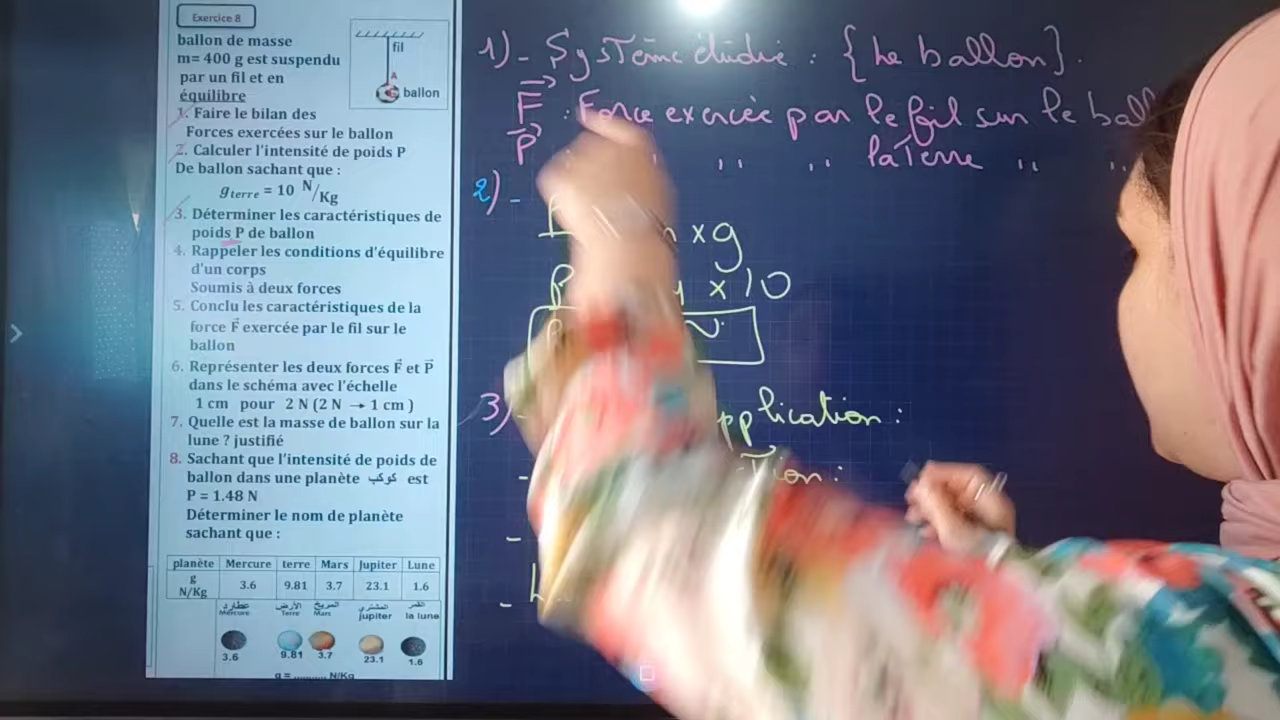 Exercice 8
ballon de masse
m= 400 g est suspendu
par un fil et en
équilibre
fil
A
ballon
1. Faire le bilan des
Forces exercées sur le ballon
2. Calculer l'intensité de poids P
De ballon sachant que :
g terre = 10 N/Kg
3. Déterminer les caractéristiques de
poids P de ballon
4. Rappeler les conditions d'équilibre
d'un corps
Soumis à deux forces
5. Conclu les caractéristiques de la
force F⃗ exercée par le fil sur le
ballon
6. Représenter les deux forces F⃗ et P⃗
dans le schéma avec l'échelle
1 cm pour 2 N (2 N → 1 cm )
7. Quelle est la masse de ballon sur la
lune ? justifié
8. Sachant que l'intensité de poids de
ballon dans une planète كوكب est
P = 1.48 N
Déterminer le nom de planète
sachant que :
planète Mercure terre Mars Jupiter Lune
g N/Kg 3.6 9.81 3.7 23.1 1.6
عطارد الأرض المريخ المشتري القمر
Mercure Terre Mars jupiter la lune
3.6 9.81 3.7 23.1 1.6
g = ......... N/Kg
1)- Système étudié : {Le ballon}.
F⃗ : Force exercée par le fil sur le
P⃗ " " " la Terre " "
2)-
x g
P x 10
N
3)- pplication :
- tion :
-
-